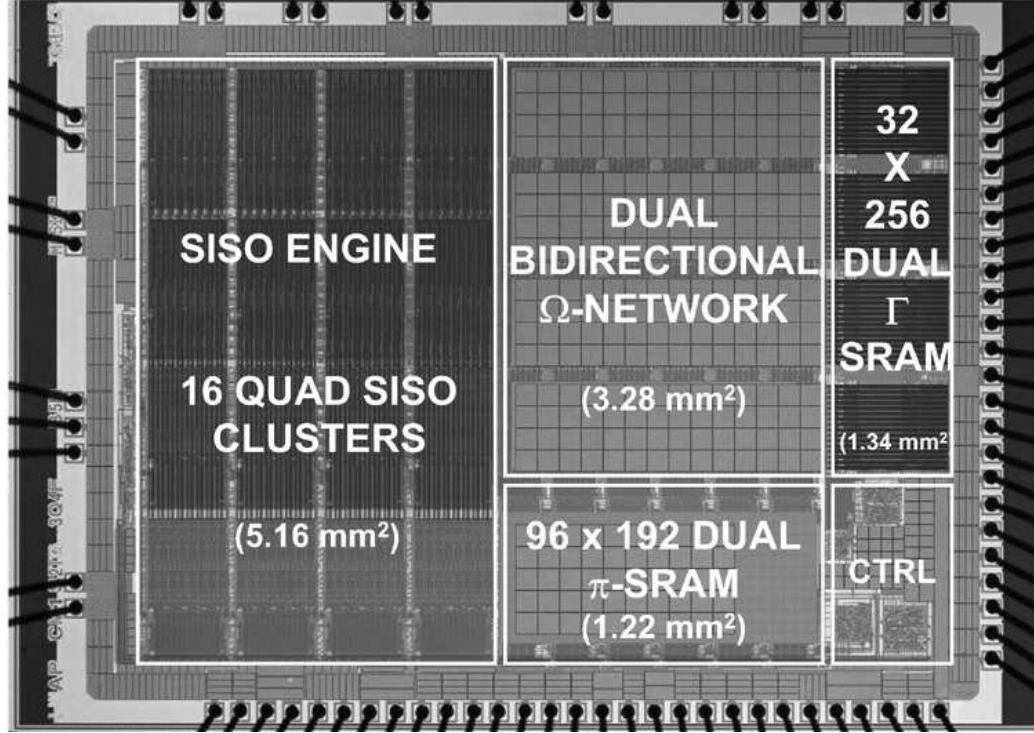 SISO ENGINE
16 QUAD SISO
CLUSTERS
(5.16 mm²)
DUAL
BIDIRECTIONAL
Ω-NETWORK
(3.28 mm²)
32
X
256
DUAL
Γ
SRAM
(1.34 mm²
96 x 192 DUAL
π-SRAM
(1.22 mm²)
CTRL